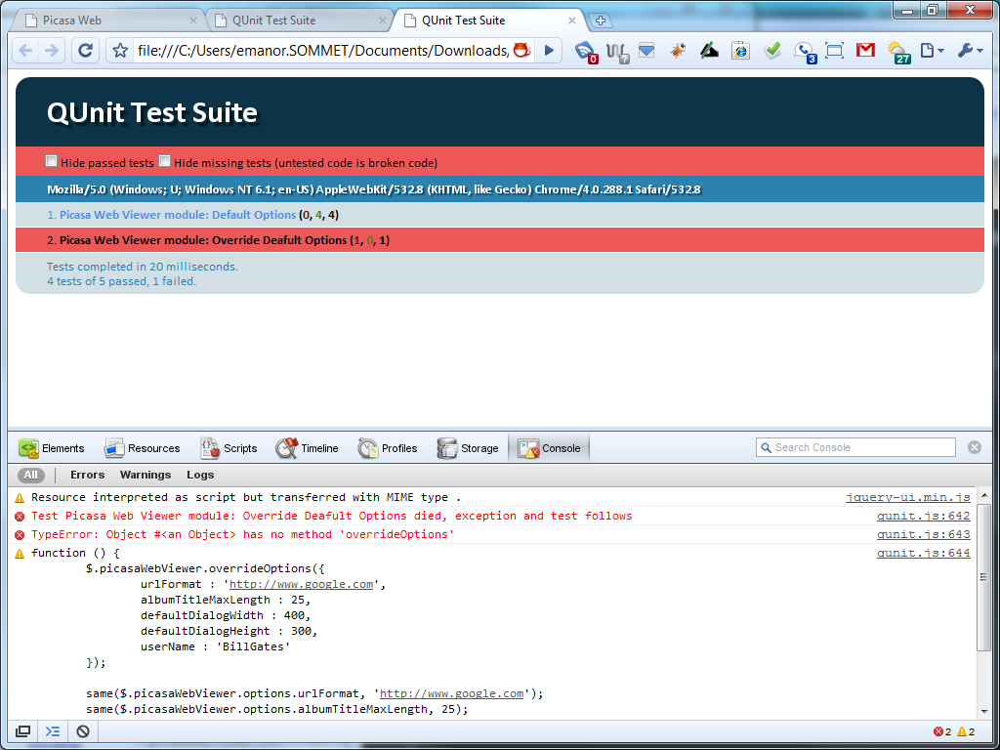 Picasa Web
QUnit Test Suite
QUnit Test Suite
file:///C:/Users/emanor.SOMMET/Documents/Downloads,
0
?
3
27
QUnit Test Suite
Hide passed tests Hide missing tests (untested code is broken code)
Mozilla/5.0 (Windows; U; Windows NT 6.1; en-US) AppleWebKit/532.8 (KHTML, like Gecko) Chrome/4.0.288.1 Safari/532.8
1. Picasa Web Viewer module: Default Options (0, 4, 4)
2. Picasa Web Viewer module: Override Deafult Options (1, 0, 1)
Tests completed in 20 milliseconds.
4 tests of 5 passed, 1 failed.
Elements Resources Scripts Timeline Profiles Storage Console Search Console
All Errors Warnings Logs
Resource interpreted as script but transferred with MIME type . jquery-ui.min.js
Test Picasa Web Viewer module: Override Deafult Options died, exception and test follows qunit.js:642
TypeError: Object #<an Object> has no method 'overrideOptions' qunit.js:643
function () { qunit.js:644
$.picasaWebViewer.overrideOptions({
urlFormat : 'http://www.google.com',
albumTitleMaxLength : 25,
defaultDialogWidth : 400,
defaultDialogHeight : 300,
userName : 'BillGates'
});
same($.picasaWebViewer.options.urlFormat, 'http://www.google.com');
same($.picasaWebViewer.options.albumTitleMaxLength, 25);
2 2